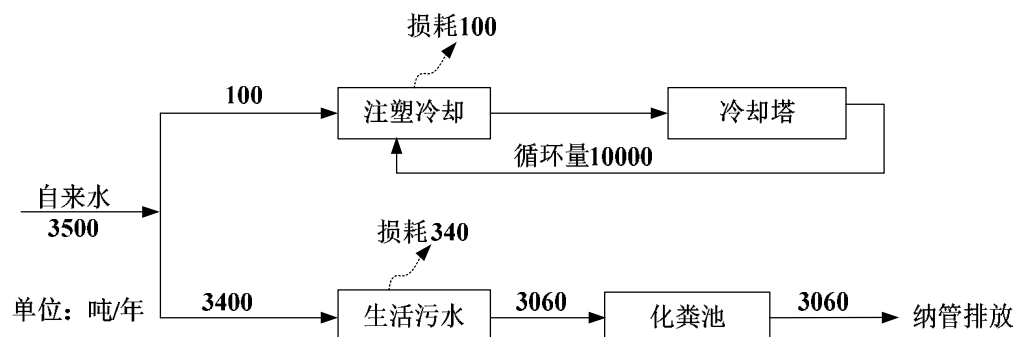 损耗100
100
注塑冷却
冷却塔
循环量10000
自来水
3500
损耗340
单位：吨/年
3400
生活污水
3060
化粪池
3060
纳管排放